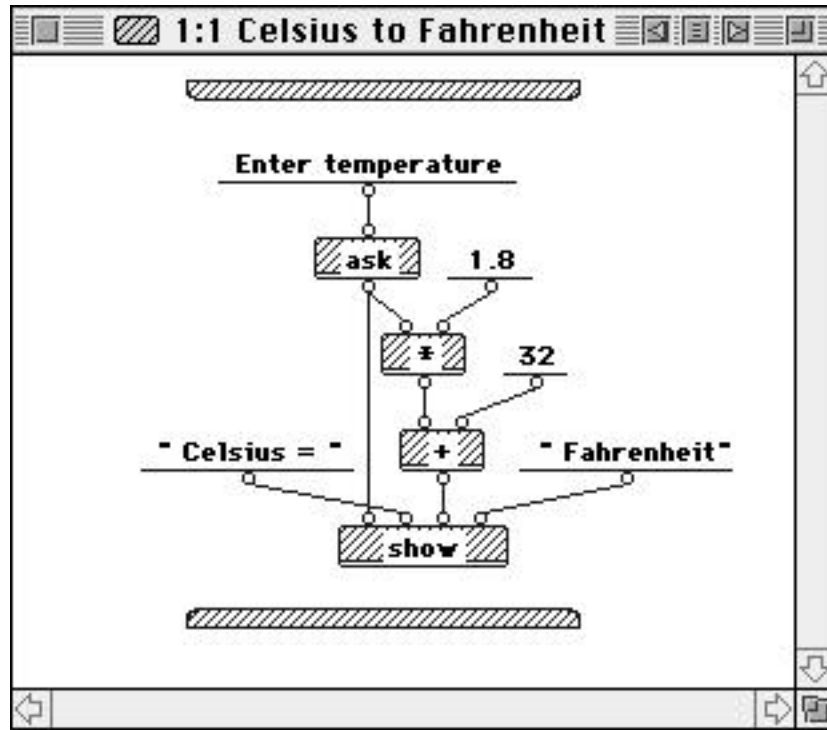 1:1 Celsius to Fahrenheit
Enter temperature
ask
1.8
*
32
+
" Celsius = "
" Fahrenheit"
show